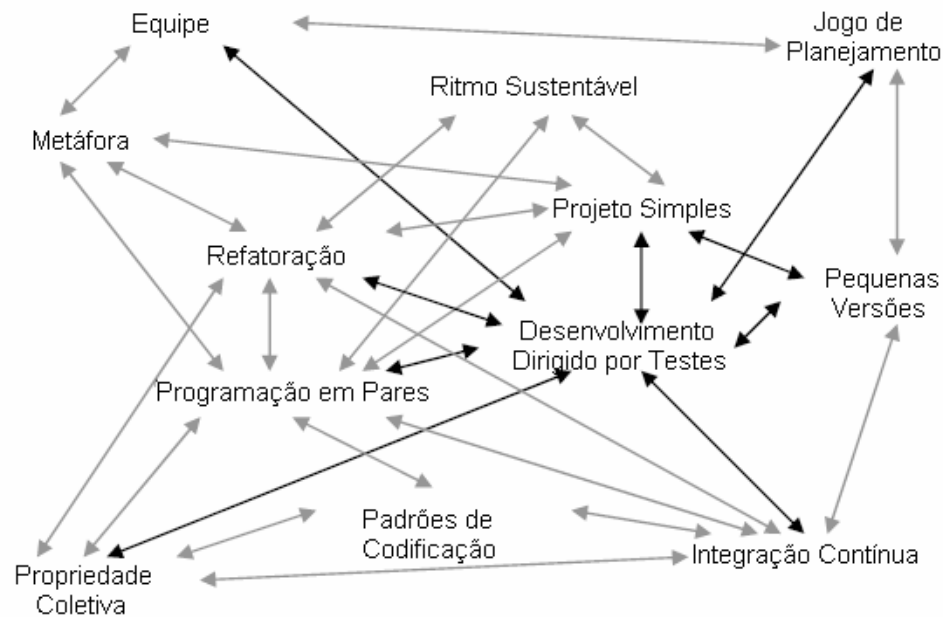 Equipe
Jogo de
Planejamento
Ritmo Sustentável
Metáfora
Projeto Simples
Refatoração
Pequenas
Versões
Desenvolvimento
Dirigido por Testes
Programação em Pares
Padrões de
Codificação
Integração Contínua
Propriedade
Coletiva